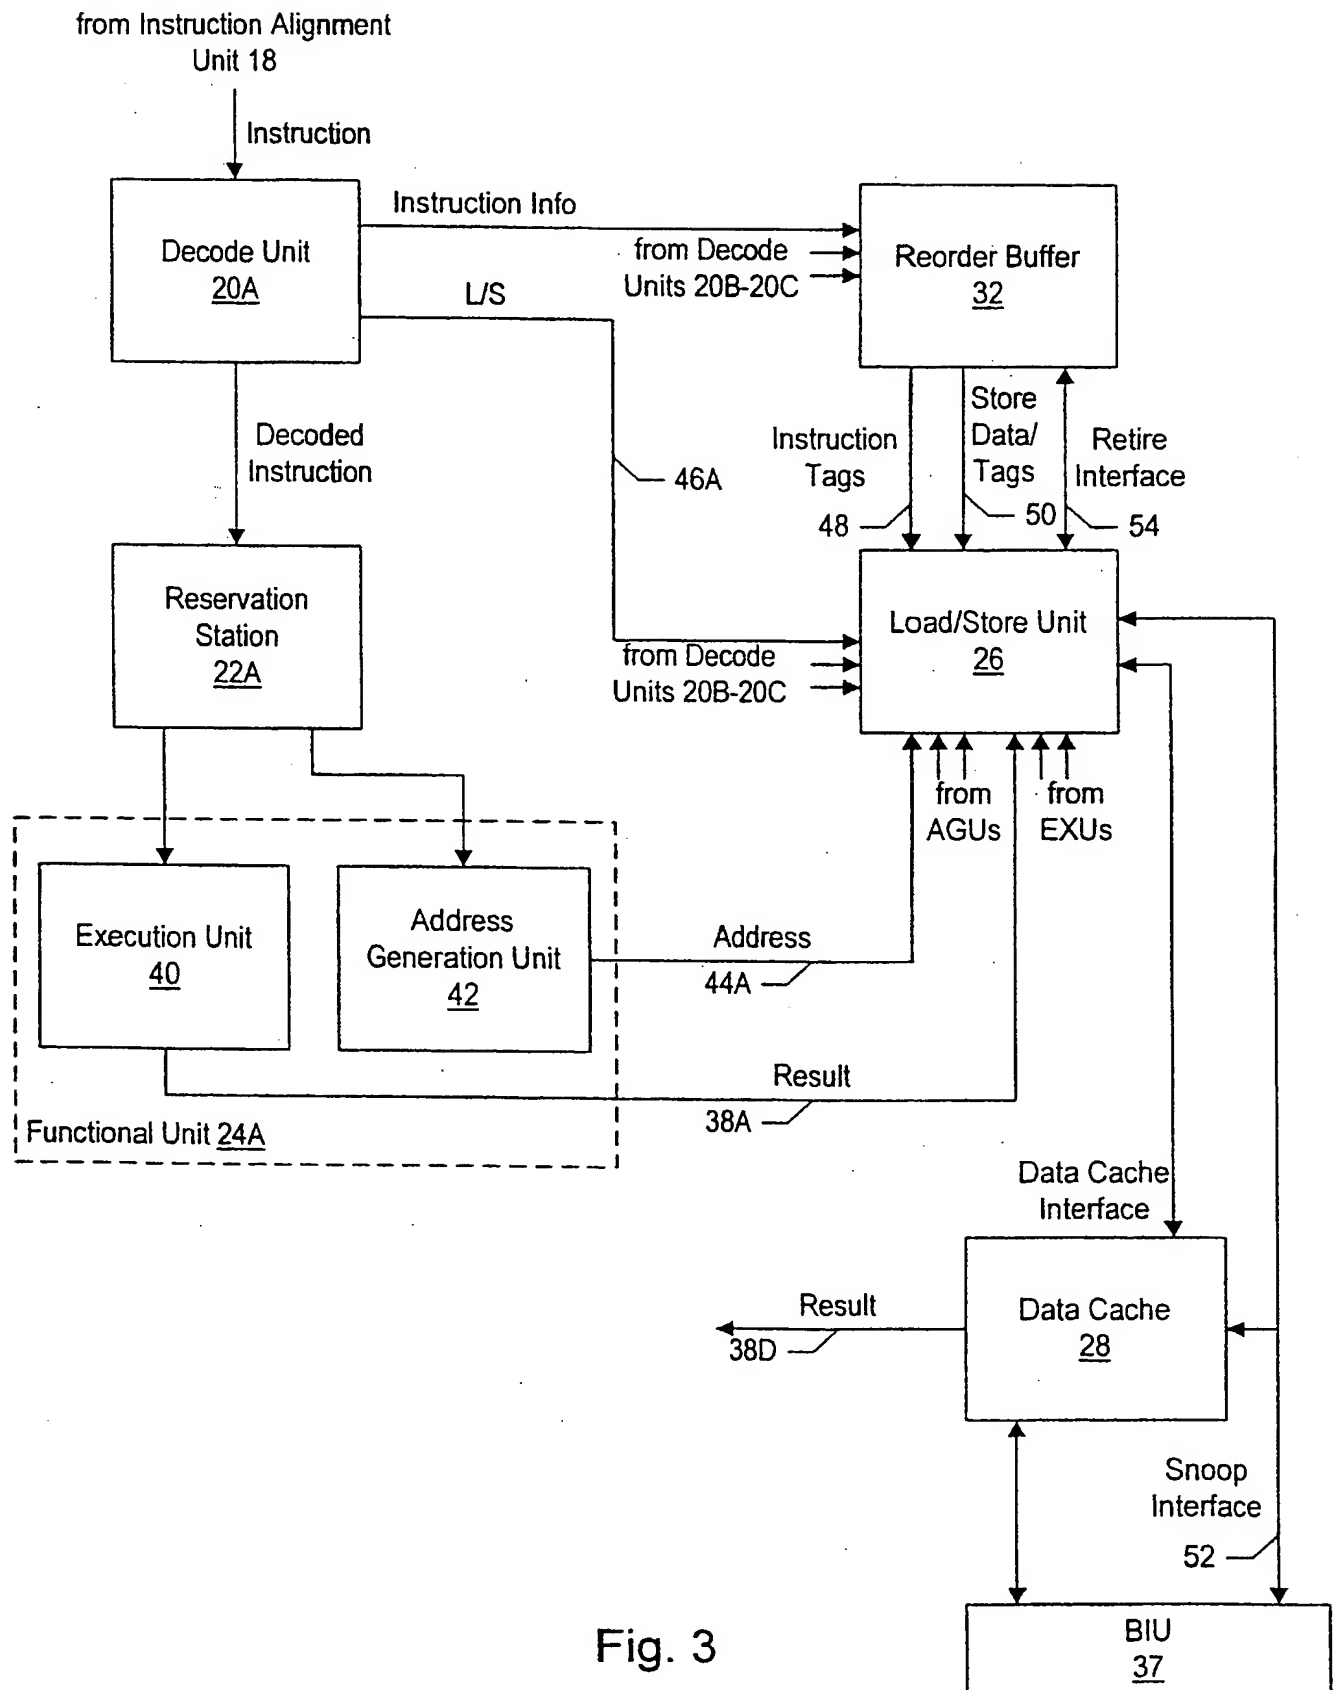 from Instruction Alignment
Unit 18
Instruction
Decode Unit
20A
Instruction Info
from Decode
Units 20B-20C
L/S
Reorder Buffer
32
Decoded
Instruction
46A
Instruction
Tags
48
Store
Data/
Tags
50
Retire
Interface
54
Reservation
Station
22A
from Decode
Units 20B-20C
Load/Store Unit
26
from
AGUs
from
EXUs
Execution Unit
40
Address
Generation Unit
42
Address
44A
Result
38A
Functional Unit 24A
Data Cache
Interface
Result
38D
Data Cache
28
Snoop
Interface
52
BIU
37
Fig. 3